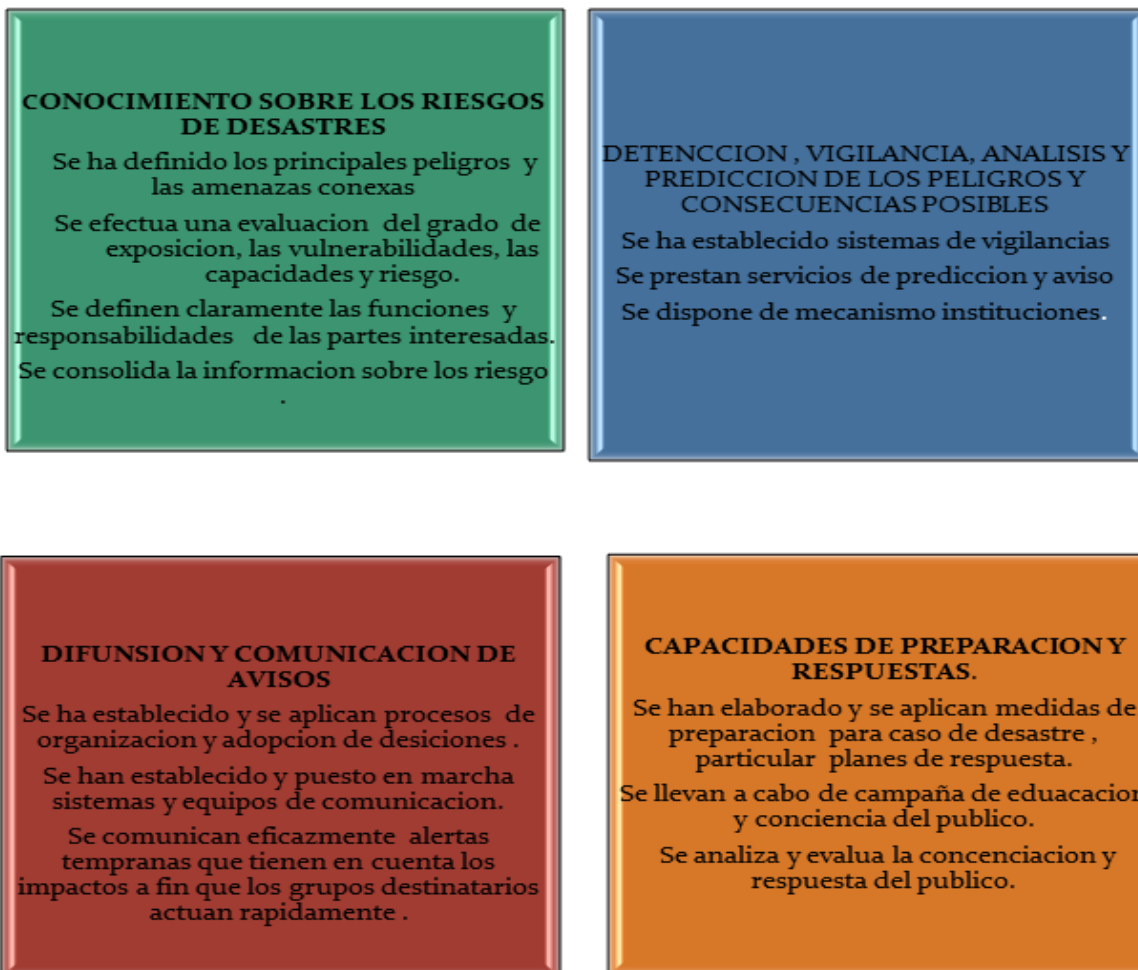 CONOCIMIENTO SOBRE LOS RIESGOS
DE DESASTRES
Se ha definido los principales peligros y
las amenazas conexas
Se efectua una evaluacion del grado de
exposicion, las vulnerabilidades, las
capacidades y riesgo.
Se definen claramente las funciones y
responsabilidades de las partes interesadas.
Se consolida la informacion sobre los riesgo
.
DETENCCION , VIGILANCIA, ANALISIS Y
PREDICCION DE LOS PELIGROS Y
CONSECUENCIAS POSIBLES
Se ha establecido sistemas de vigilancias
Se prestan servicios de prediccion y aviso
Se dispone de mecanismo instituciones.
DIFUNSION Y COMUNICACION DE
AVISOS
Se ha establecido y se aplican procesos de
organizacion y adopcion de desiciones .
Se han establecido y puesto en marcha
sistemas y equipos de comunicacion.
Se comunican eficazmente alertas
tempranas que tienen en cuenta los
impactos a fin que los grupos destinatarios
actuan rapidamente .
CAPACIDADES DE PREPARACION Y
RESPUESTAS.
Se han elaborado y se aplican medidas de
preparacion para caso de desastre ,
particular planes de respuesta.
Se llevan a cabo de campaña de eduacacion
y conciencia del publico.
Se analiza y evalua la concenciacion y
respuesta del publico.